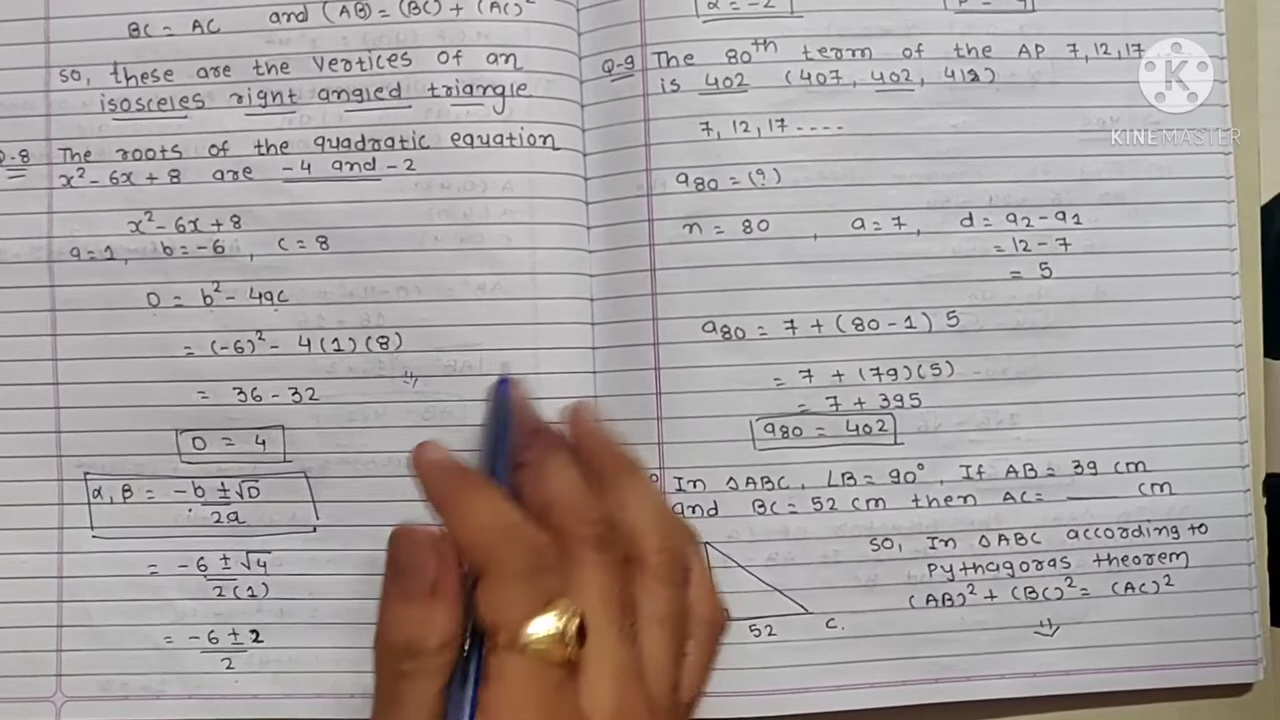 BC = AC and (AB) = (BC) + (AC)²
so, these are the vertices of an
isosceles right angled triangle
Q-8 The roots of the quadratic equation
x² - 6x + 8 are -4 and -2
x² - 6x + 8
a = 1, b = -6, c = 8
D = b² - 4ac
= (-6)² - 4(1)(8)
= 36 - 32
D = 4
α, β = -b ± √D
2a
= -6 ± √4
2(1)
= -6 ± 2
2
α = -2
Q-9 The 80th term of the AP 7, 12, 17
is 402 (407, 402, 412)
7, 12, 17 ----
a80 = (?)
n = 80, a = 7, d = a2 - a1
= 12 - 7
= 5
a80 = 7 + (80 - 1) 5
= 7 + (79)(5)
= 7 + 395
a80 = 402
In △ABC, ∠B = 90°, If AB = 39 cm
and BC = 52 cm then AC = ____ cm
so, In △ABC according to
Pythagoras theorem
(AB)² + (BC)² = (AC)²
52 C.
K
KINEMASTER